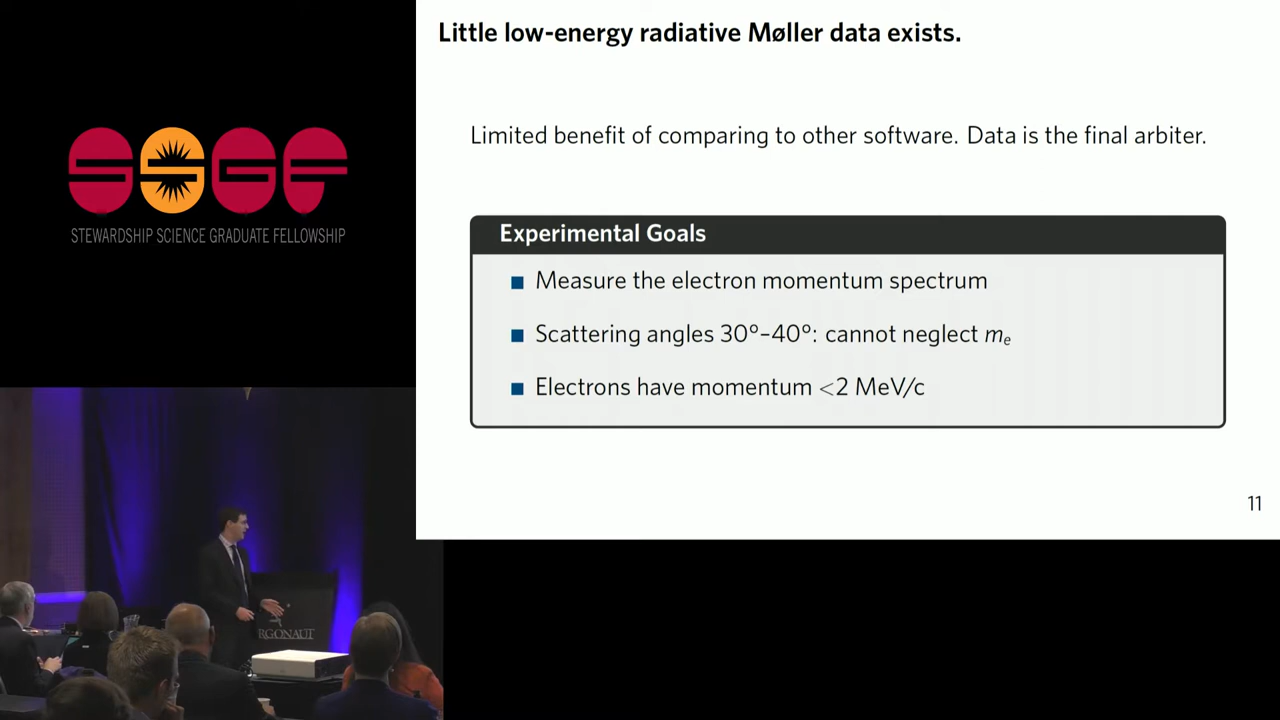 Little low-energy radiative Møller data exists.
Limited benefit of comparing to other software. Data is the final arbiter.
SSGF
STEWARDSHIP SCIENCE GRADUATE FELLOWSHIP
Experimental Goals
Measure the electron momentum spectrum
Scattering angles 30°–40°: cannot neglect mₑ
Electrons have momentum <2 MeV/c
11
RGONAUT